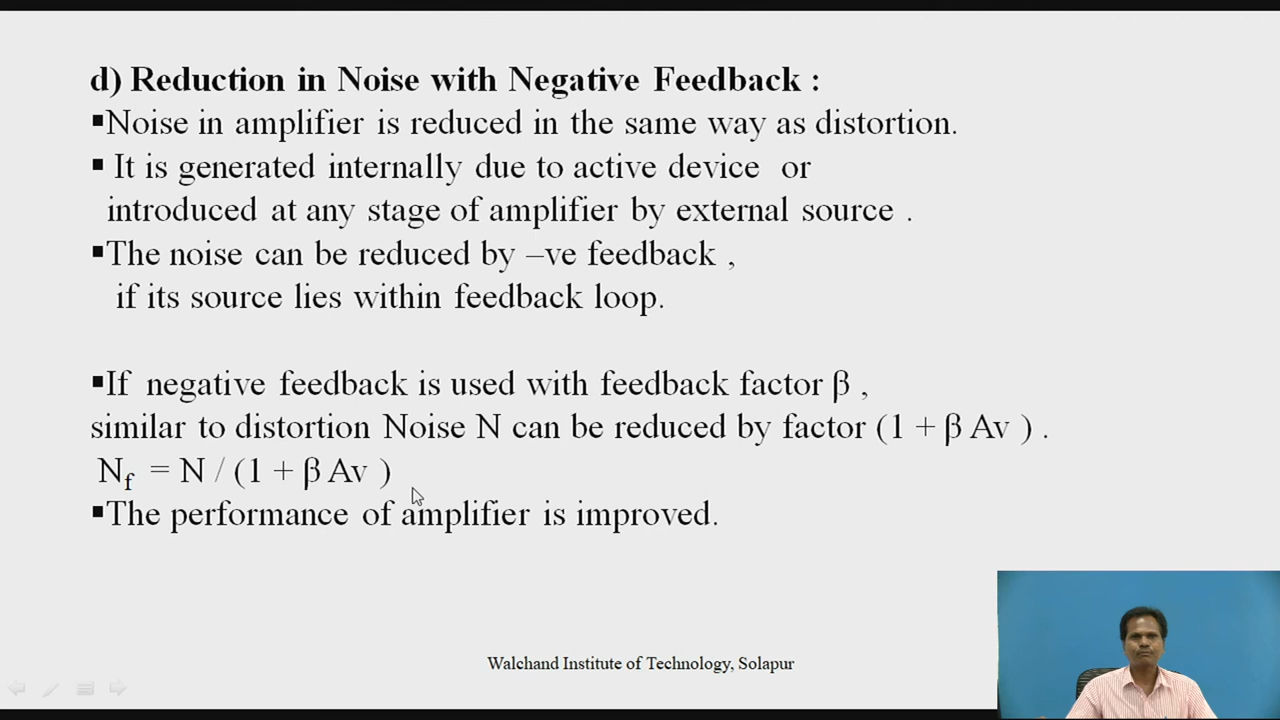 d) Reduction in Noise with Negative Feedback :
▪Noise in amplifier is reduced in the same way as distortion.
▪ It is generated internally due to active device or
introduced at any stage of amplifier by external source .
▪The noise can be reduced by –ve feedback ,
if its source lies within feedback loop.
▪If negative feedback is used with feedback factor β ,
similar to distortion Noise N can be reduced by factor (1 + β Av ) .
Nf = N / (1 + β Av )
▪The performance of amplifier is improved.
Walchand Institute of Technology, Solapur